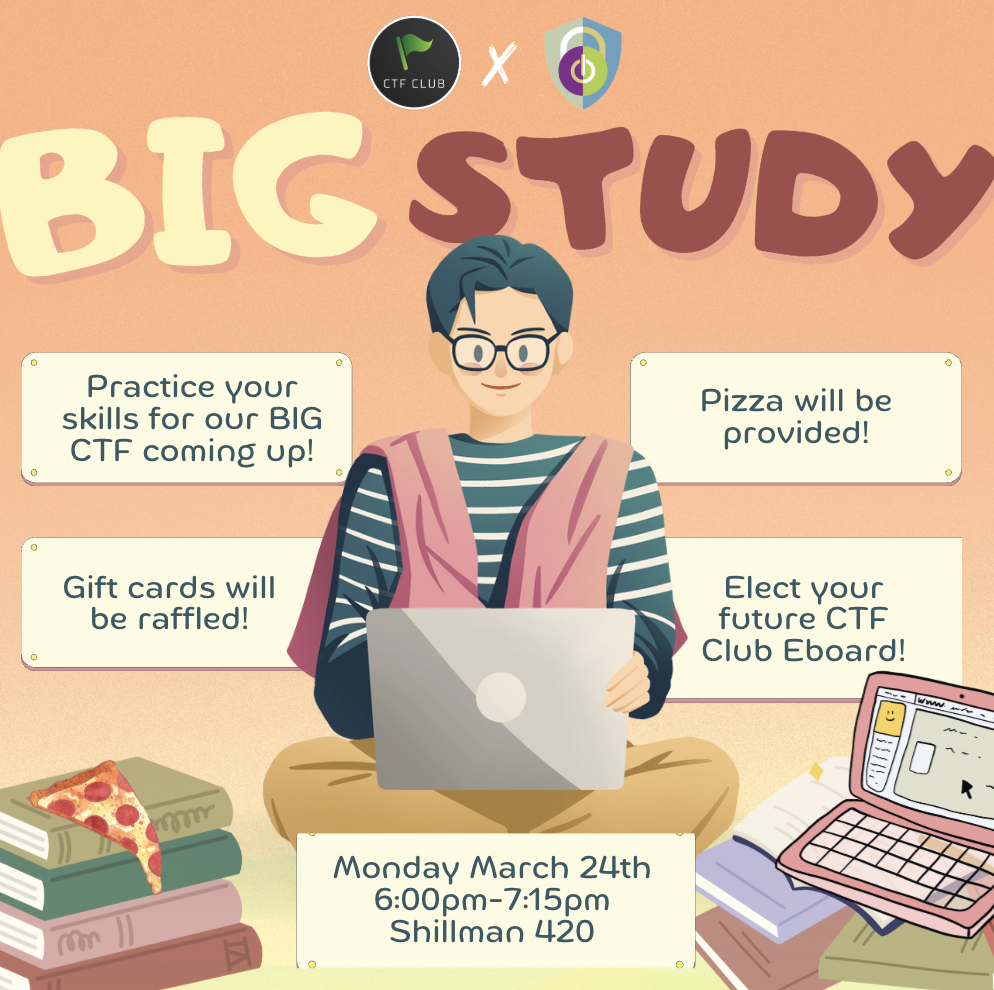 CTF CLUB
X
BIG STUDY
Practice your
skills for our BIG
CTF coming up!
Pizza will be
provided!
Gift cards will
be raffled!
Elect your
future CTF
Club Eboard!
www.
Monday March 24th
6:00pm-7:15pm
Shillman 420